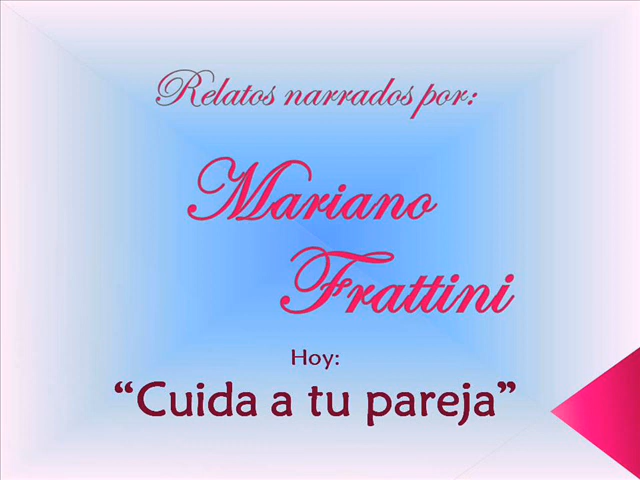 Relatos narrados por:
Mariano
Frattini
Hoy:
“Cuida a tu pareja”